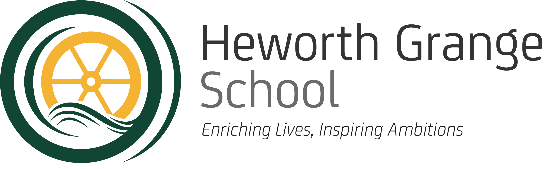 Heworth Grange
School
Enriching Lives, Inspiring Ambitions